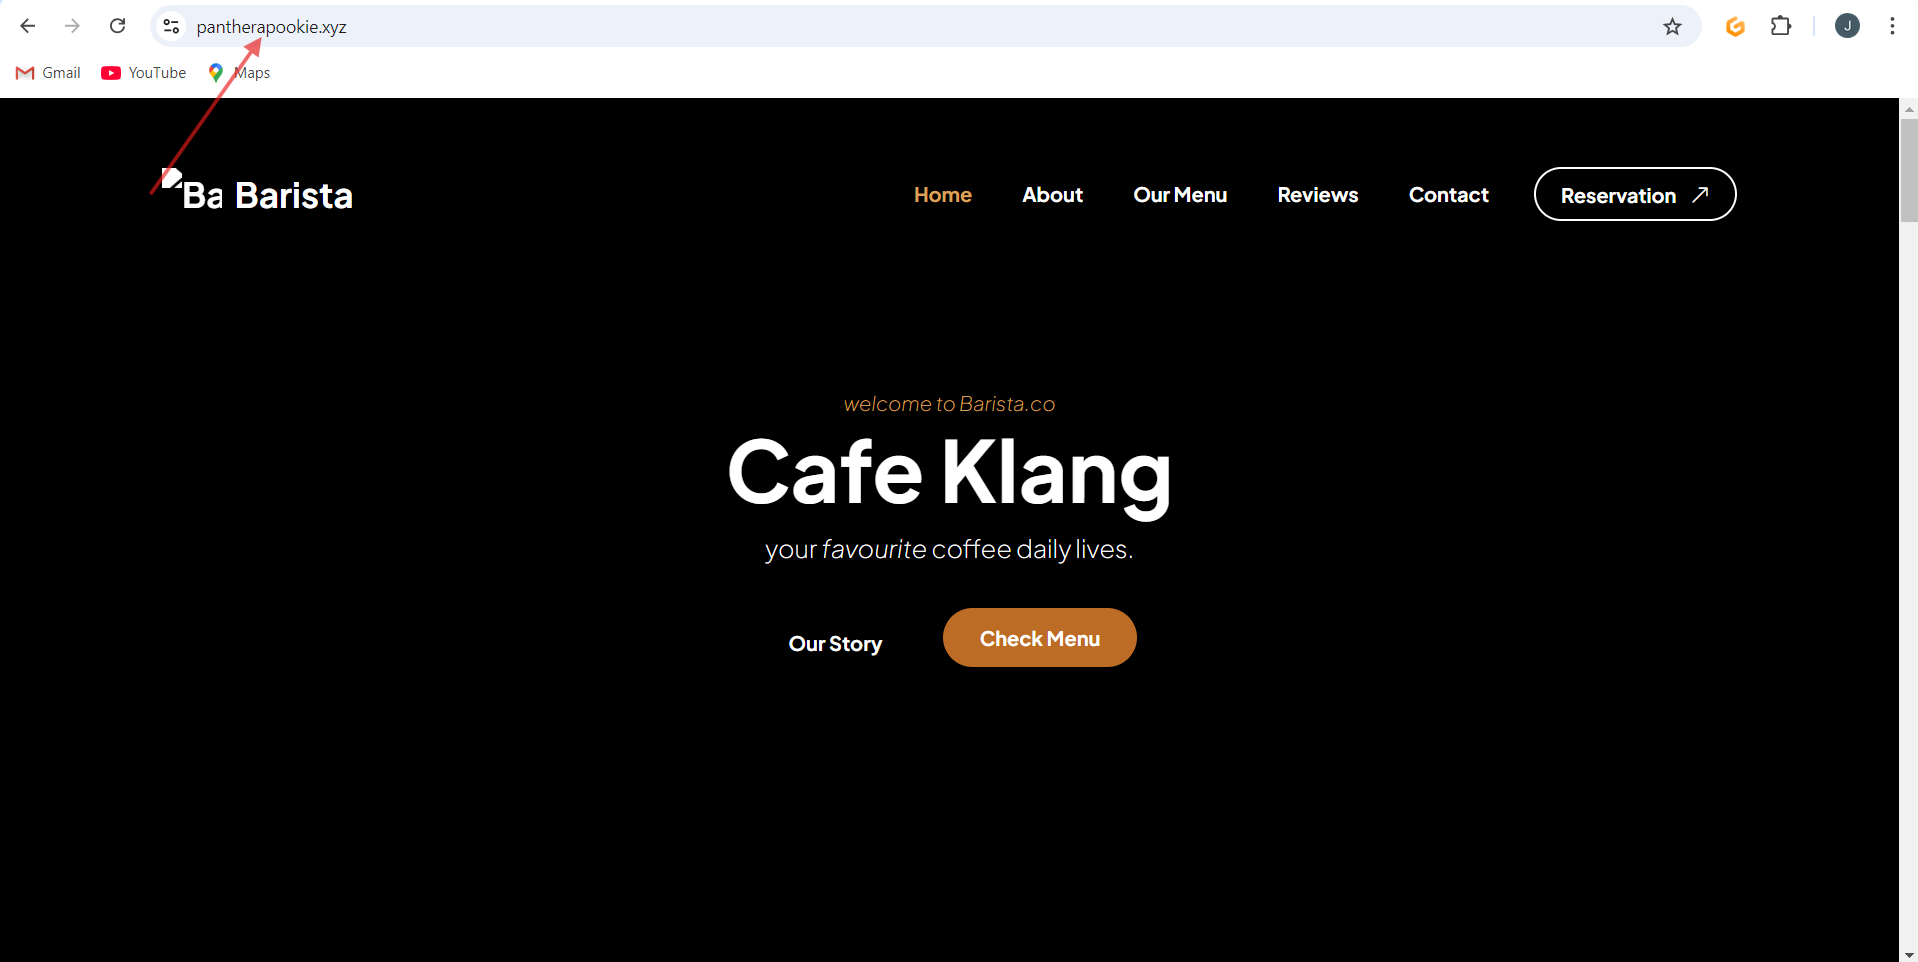 pantherapookie.xyz
J
Gmail YouTube Maps
Ba Barista
Home About Our Menu Reviews Contact Reservation
welcome to Barista.co
Cafe Klang
your favourite coffee daily lives.
Our Story Check Menu